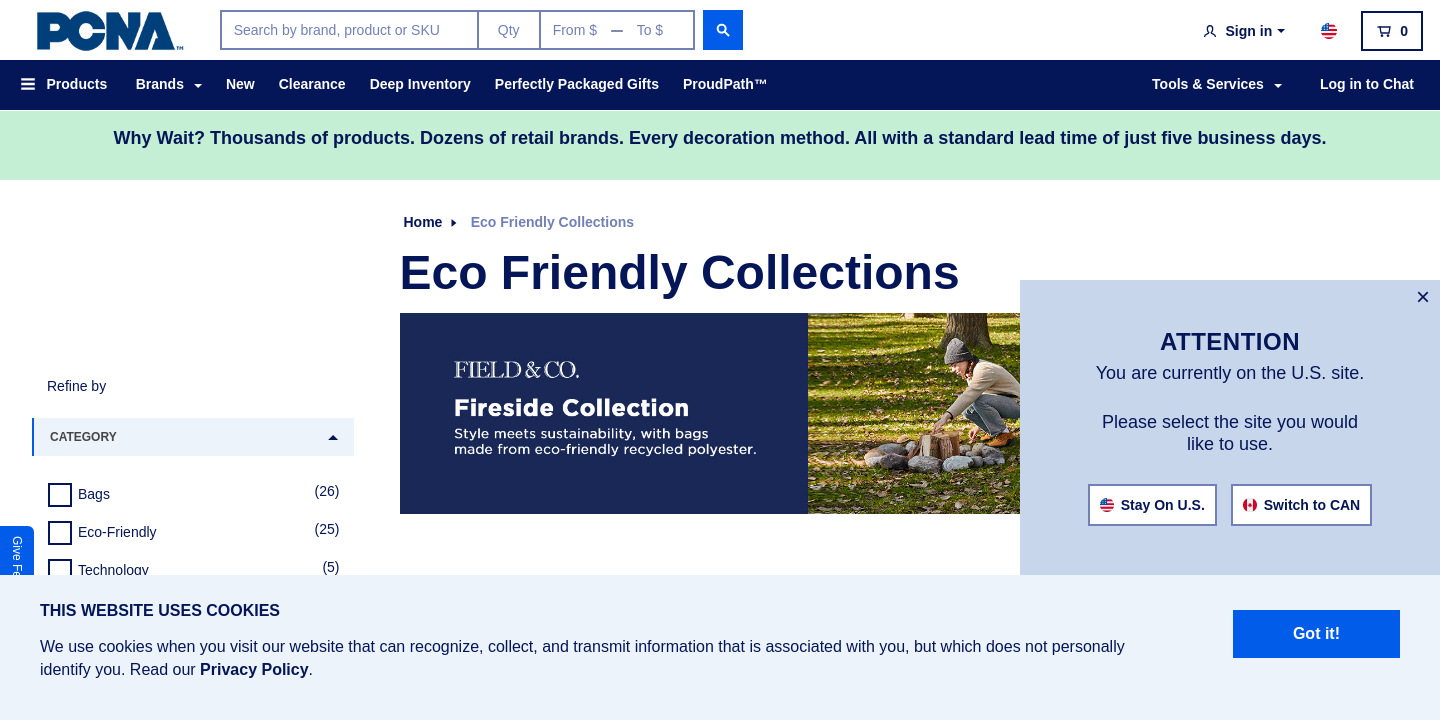 PCNA™
Search by brand, product or SKU
Qty
From $ — To $
Sign in
0
Products
Brands
New
Clearance
Deep Inventory
Perfectly Packaged Gifts
ProudPath™
Tools & Services
Log in to Chat
Why Wait? Thousands of products. Dozens of retail brands. Every decoration method. All with a standard lead time of just five business days.
Home
Eco Friendly Collections
Eco Friendly Collections
FIELD & CO.
Fireside Collection
Style meets sustainability, with bags
made from eco-friendly recycled polyester.
Refine by
CATEGORY
Bags (26)
Eco-Friendly (25)
Technology (5)
Give
×
ATTENTION
You are currently on the U.S. site.
Please select the site you would
like to use.
Stay On U.S.
Switch to CAN
THIS WEBSITE USES COOKIES
We use cookies when you visit our website that can recognize, collect, and transmit information that is associated with you, but which does not personally
identify you. Read our Privacy Policy.
Got it!